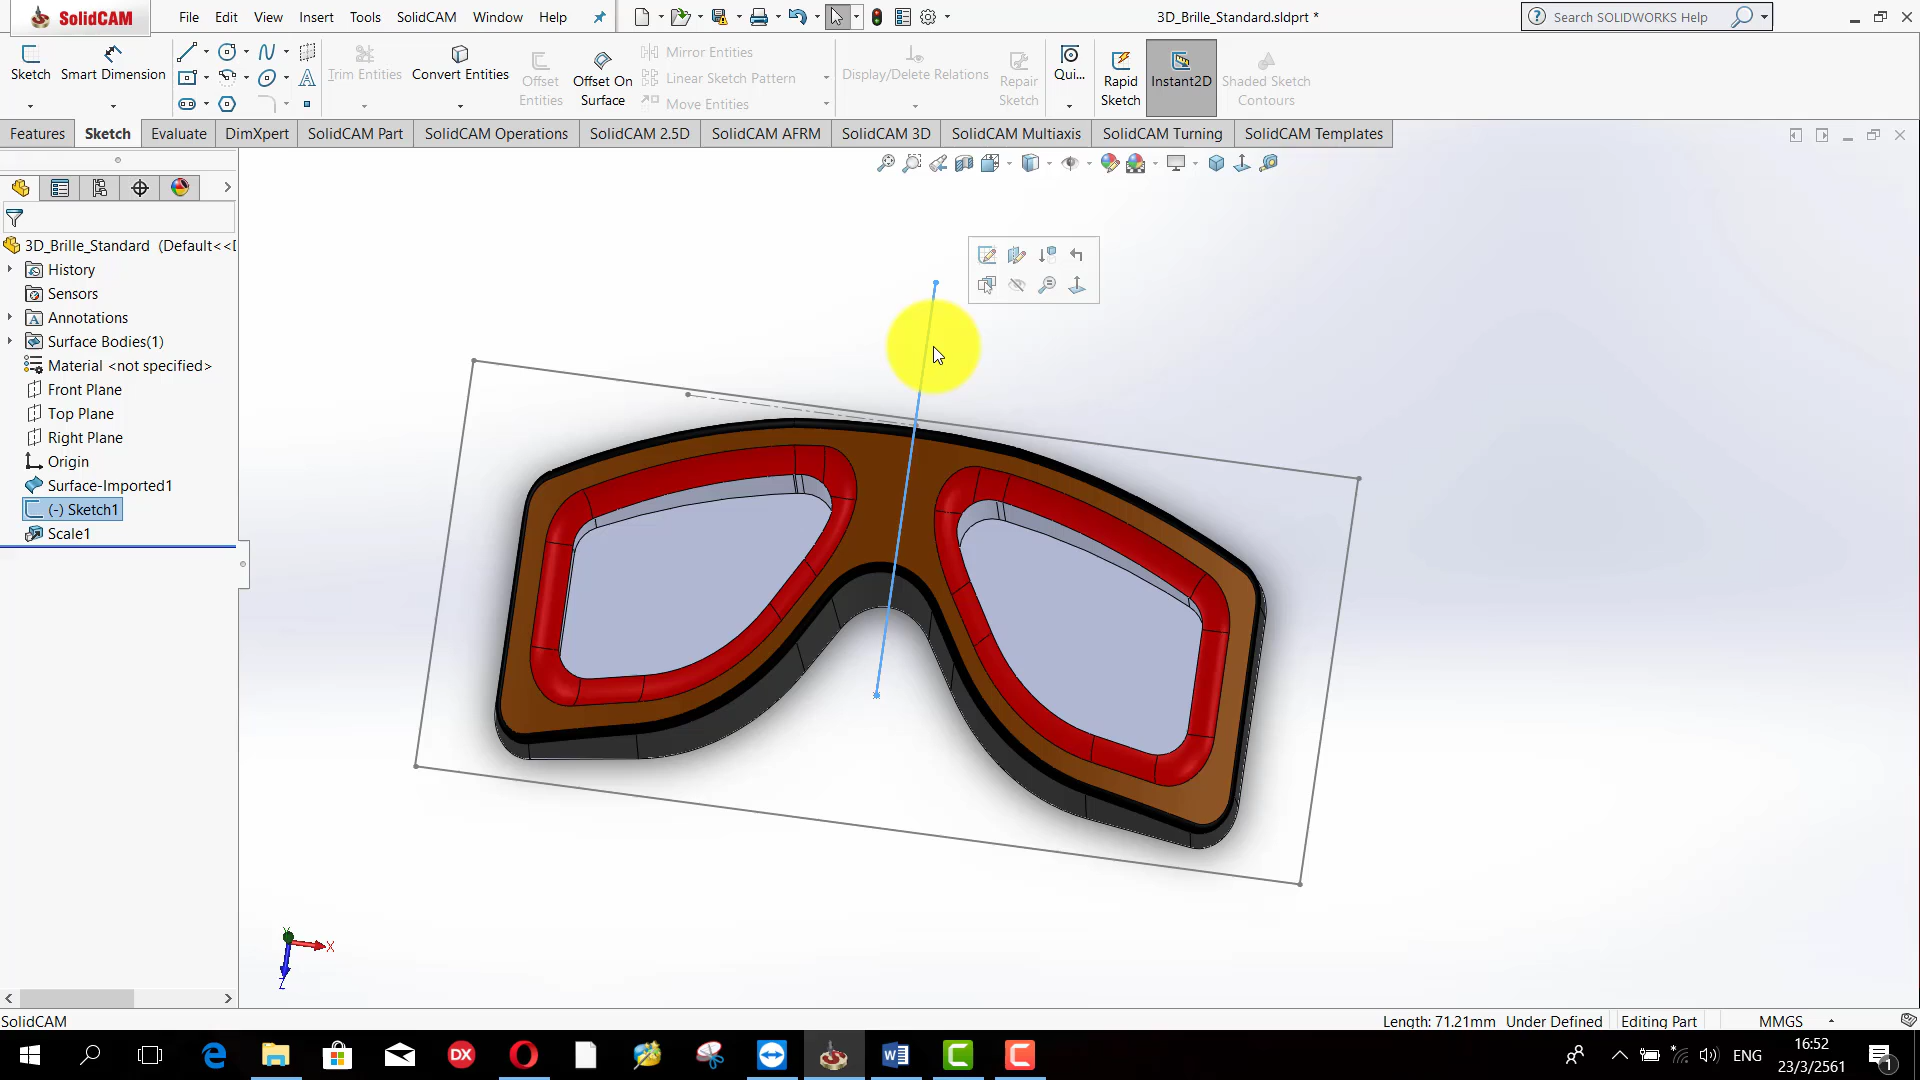 SolidCAM File Edit View Insert Tools SolidCAM Window Help 3D_Brille_Standard.sldprt * Search SOLIDWORKS Help
Sketch Smart Dimension Trim Entities Convert Entities Offset Entities Offset On Surface Mirror Entities Linear Sketch Pattern Move Entities Display/Delete Relations Repair Sketch Qui... Rapid Sketch Instant2D Shaded Sketch Contours
Features Sketch Evaluate DimXpert SolidCAM Part SolidCAM Operations SolidCAM 2.5D SolidCAM AFRM SolidCAM 3D SolidCAM Multiaxis SolidCAM Turning SolidCAM Templates
3D_Brille_Standard (Default<<D
History
Sensors
Annotations
Surface Bodies(1)
Material <not specified>
Front Plane
Top Plane
Right Plane
Origin
Surface-Imported1
(-) Sketch1
Scale1
Y
X
Z
SolidCAM Length: 71.21mm Under Defined Editing Part MMGS
DX ENG 16:52
23/3/2561
1